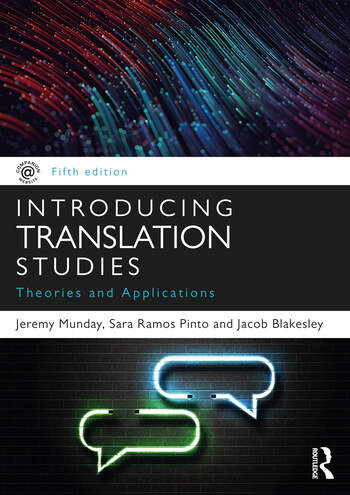 COMPANION @ WEBSITE
Fifth edition
INTRODUCING
TRANSLATION
STUDIES
Theories and Applications
Jeremy Munday, Sara Ramos Pinto and Jacob Blakesley
ROUTLEDGE